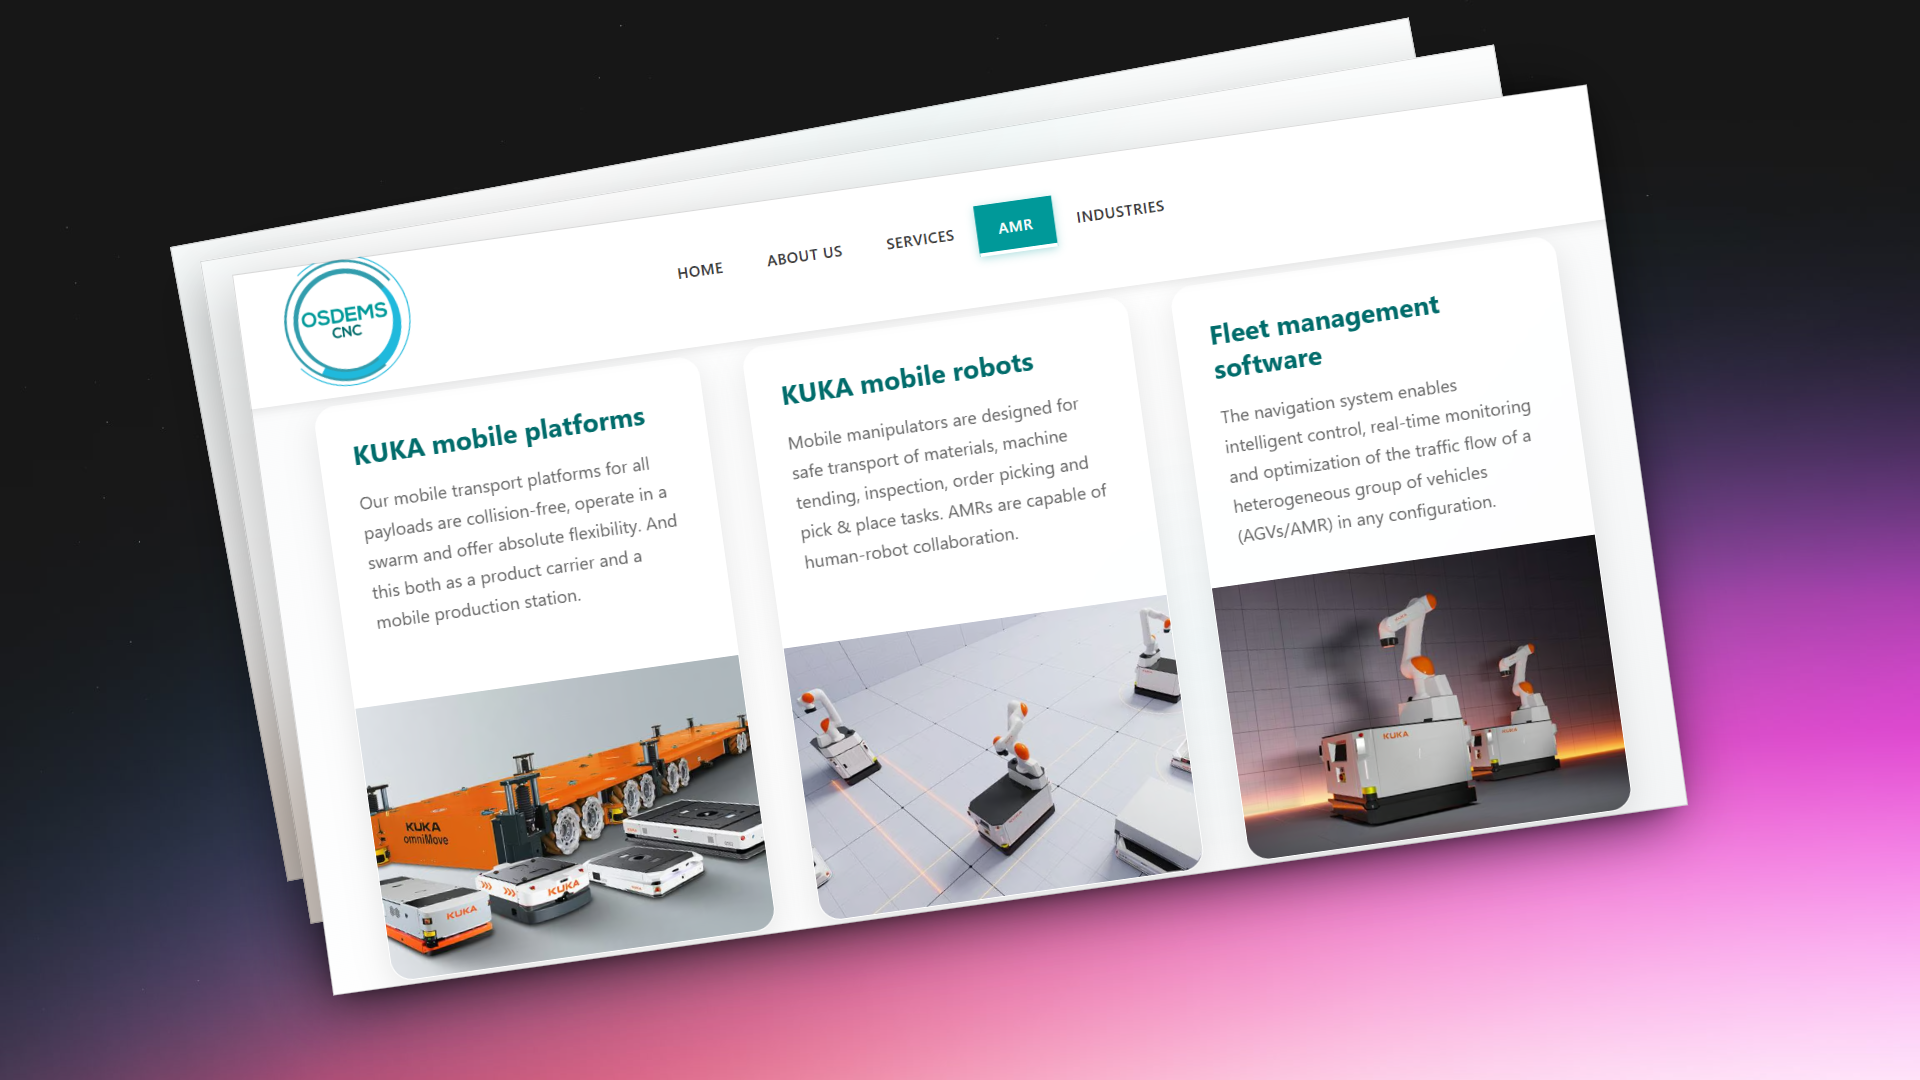 OSDEMS
CNC
HOME
ABOUT US
SERVICES
AMR
INDUSTRIES
KUKA mobile platforms
Our mobile transport platforms for all
payloads are collision-free, operate in a
swarm and offer absolute flexibility. And
this both as a product carrier and a
mobile production station.
KUKA
omniMove
KUKA
KUKA
KUKA mobile robots
Mobile manipulators are designed for
safe transport of materials, machine
tending, inspection, order picking and
pick & place tasks. AMRs are capable of
human-robot collaboration.
Fleet management
software
The navigation system enables
intelligent control, real-time monitoring
and optimization of the traffic flow of a
heterogeneous group of vehicles
(AGVs/AMR) in any configuration.
KUKA
KUKA